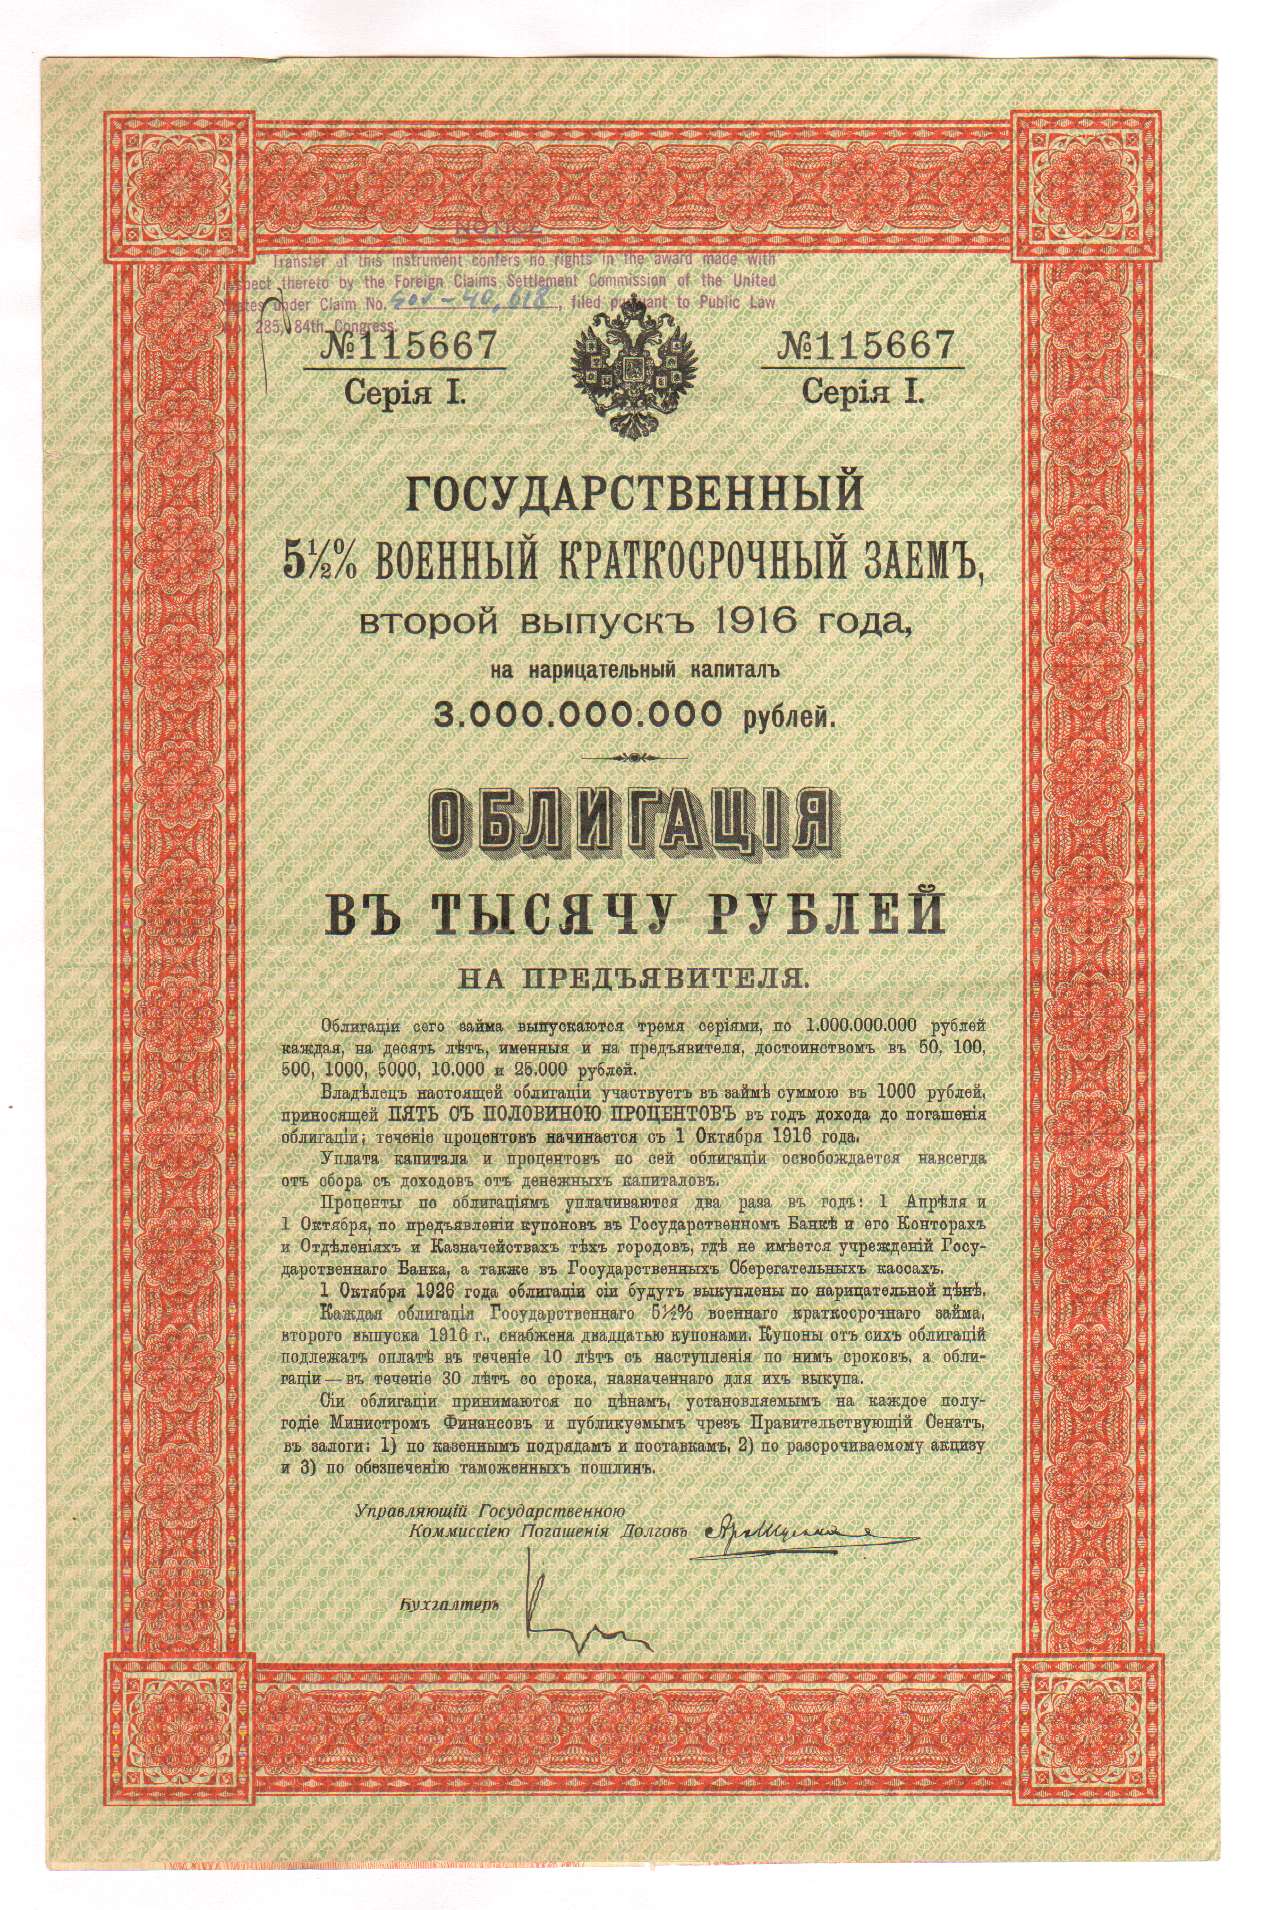 NOTICE
Transfer of this instrument confers no rights in the award made with
respect thereto by the Foreign Claims Settlement Commission of the United
States under Claim No. Sov-40,618, filed pursuant to Public Law
285, 84th Congress.
№115667 №115667
Серія I. Серія I.
ГОСУДАРСТВЕННЫЙ
5½% ВОЕННЫЙ КРАТКОСРОЧНЫЙ ЗАЕМЪ,
второй выпускъ 1916 года,
на нарицательный капиталъ
3.000.000.000 рублей.
ОБЛИГАЦІЯ
ВЪ ТЫСЯЧУ РУБЛЕЙ
НА ПРЕДЪЯВИТЕЛЯ.
Облигаціи сего займа выпускаются тремя серіями, по 1.000.000.000 рублей
каждая, на десять лѣтъ, именныя и на предъявителя, достоинствомъ въ 50, 100,
500, 1000, 5000, 10.000 и 25.000 рублей.
Владѣлецъ настоящей облигаціи участвуетъ въ займѣ суммою въ 1000 рублей,
приносящей ПЯТЬ СЪ ПОЛОВИНОЮ ПРОЦЕНТОВЪ въ годъ дохода до погашенія
облигаціи; теченіе процентовъ начинается съ 1 Октября 1916 года.
Уплата капитала и процентовъ по сей облигаціи освобождается навсегда
отъ сбора съ доходовъ отъ денежныхъ капиталовъ.
Проценты по облигаціямъ уплачиваются два раза въ годъ: 1 Апрѣля и
1 Октября, по предъявленіи купоновъ въ Государственномъ Банкѣ и его Конторахъ
и Отдѣленіяхъ и Казначействахъ тѣхъ городовъ, гдѣ не имѣется учрежденій Госу-
дарственнаго Банка, а также въ Государственныхъ Сберегательныхъ кассахъ.
1 Октября 1926 года облигаціи сіи будутъ выкуплены по нарицательной цѣнѣ.
Каждая облигація Государственнаго 5½% военнаго краткосрочнаго займа,
второго выпуска 1916 г., снабжена двадцатью купонами. Купоны отъ сихъ облигацій
подлежатъ оплатѣ въ теченіе 10 лѣтъ съ наступленія по нимъ сроковъ, а обли-
гаціи — въ теченіе 30 лѣтъ со срока, назначеннаго для ихъ выкупа.
Сіи облигаціи принимаются по цѣнамъ, установляемымъ на каждое полу-
годіе Министромъ Финансовъ и публикуемымъ чрезъ Правительствующій Сенатъ,
въ залоги: 1) по казеннымъ подрядамъ и поставкамъ, 2) по разсрочиваемому акцизу
и 3) по обезпеченію таможенныхъ пошлинъ.
Управляющій Государственною
Коммиссіею Погашенія Долговъ
Бухгалтеръ